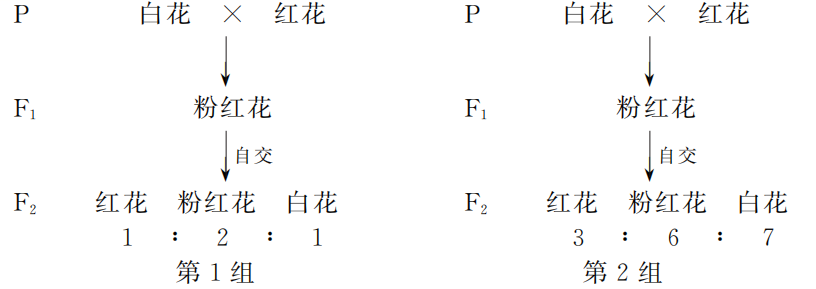 P 白花 × 红花
F₁ 粉红花
自交
F₂ 红花 粉红花 白花
1 : 2 : 1
第1组
P 白花 × 红花
F₁ 粉红花
自交
F₂ 红花 粉红花 白花
3 : 6 : 7
第2组